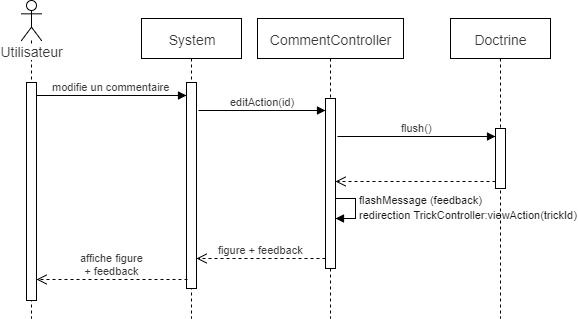 Utilisateur
System
CommentController
Doctrine
modifie un commentaire
editAction(id)
flush()
flashMessage (feedback)
redirection TrickController:viewAction(trickId)
figure + feedback
affiche figure
+ feedback